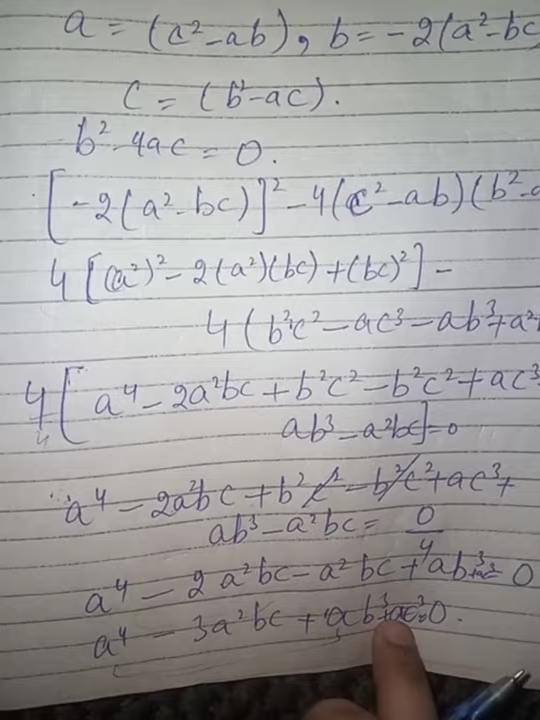 a = (c²-ab), b = -2(a²-bc
c = (b²-ac).
b²-4ac = 0.
[-2(a²-bc)]²-4(c²-ab)(b²-a
4[(a²)²-2(a²)(bc)+(bc)²]-
4(b²c²-ac³-ab³+a²
4[a⁴-2a²bc+b²c²-b²c²+ac³
4
ab³-a²bc]=0
a⁴-2a²bc+b²c²-b²c²+ac³+
ab³-a²bc = 0/4
a⁴-2a²bc-a²bc+ab³+ac³=0
a⁴-3a²bc+ab³+ac³=0.